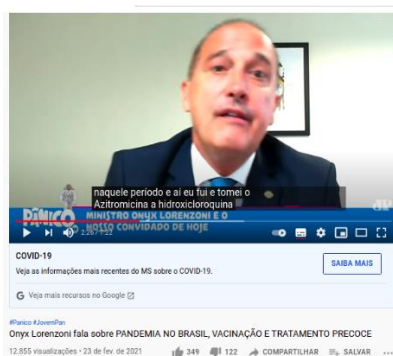 naquele período e aí eu fui e tomei o
Azitromicina a hidroxicloroquina
PÂNICO
MINISTRO ONYX LORENZONI É O
NOSSO CONVIDADO DE HOJE
JP
COVID-19
Veja as informações mais recentes do MS sobre o COVID-19.
SAIBA MAIS
G Veja mais recursos no Google
#Panico #JovemPan
Onyx Lorenzoni fala sobre PANDEMIA NO BRASIL, VACINAÇÃO E TRATAMENTO PRECOCE
12.855 visualizações • 23 de fev. de 2021
349
122
COMPARTILHAR
SALVAR